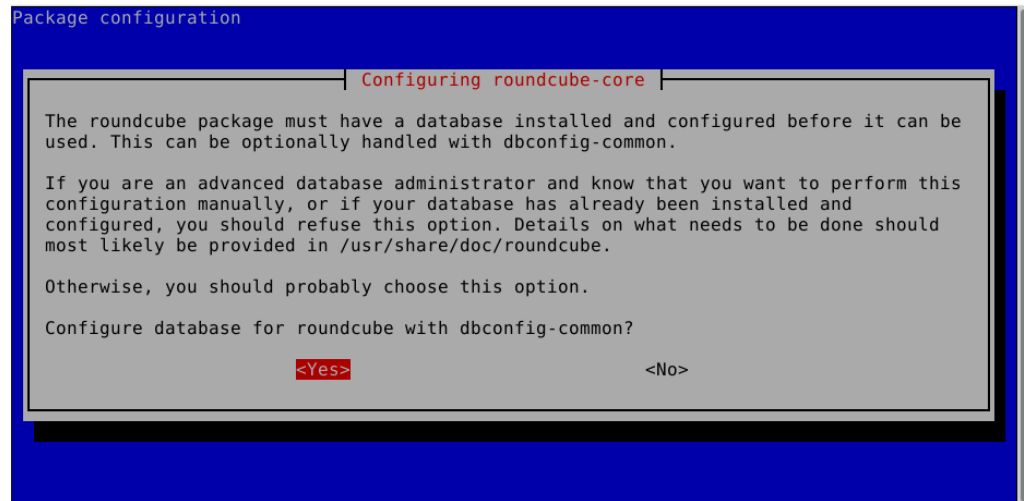 Package configuration
Configuring roundcube-core
The roundcube package must have a database installed and configured before it can be
used. This can be optionally handled with dbconfig-common.
If you are an advanced database administrator and know that you want to perform this
configuration manually, or if your database has already been installed and
configured, you should refuse this option. Details on what needs to be done should
most likely be provided in /usr/share/doc/roundcube.
Otherwise, you should probably choose this option.
Configure database for roundcube with dbconfig-common?
<Yes> <No>